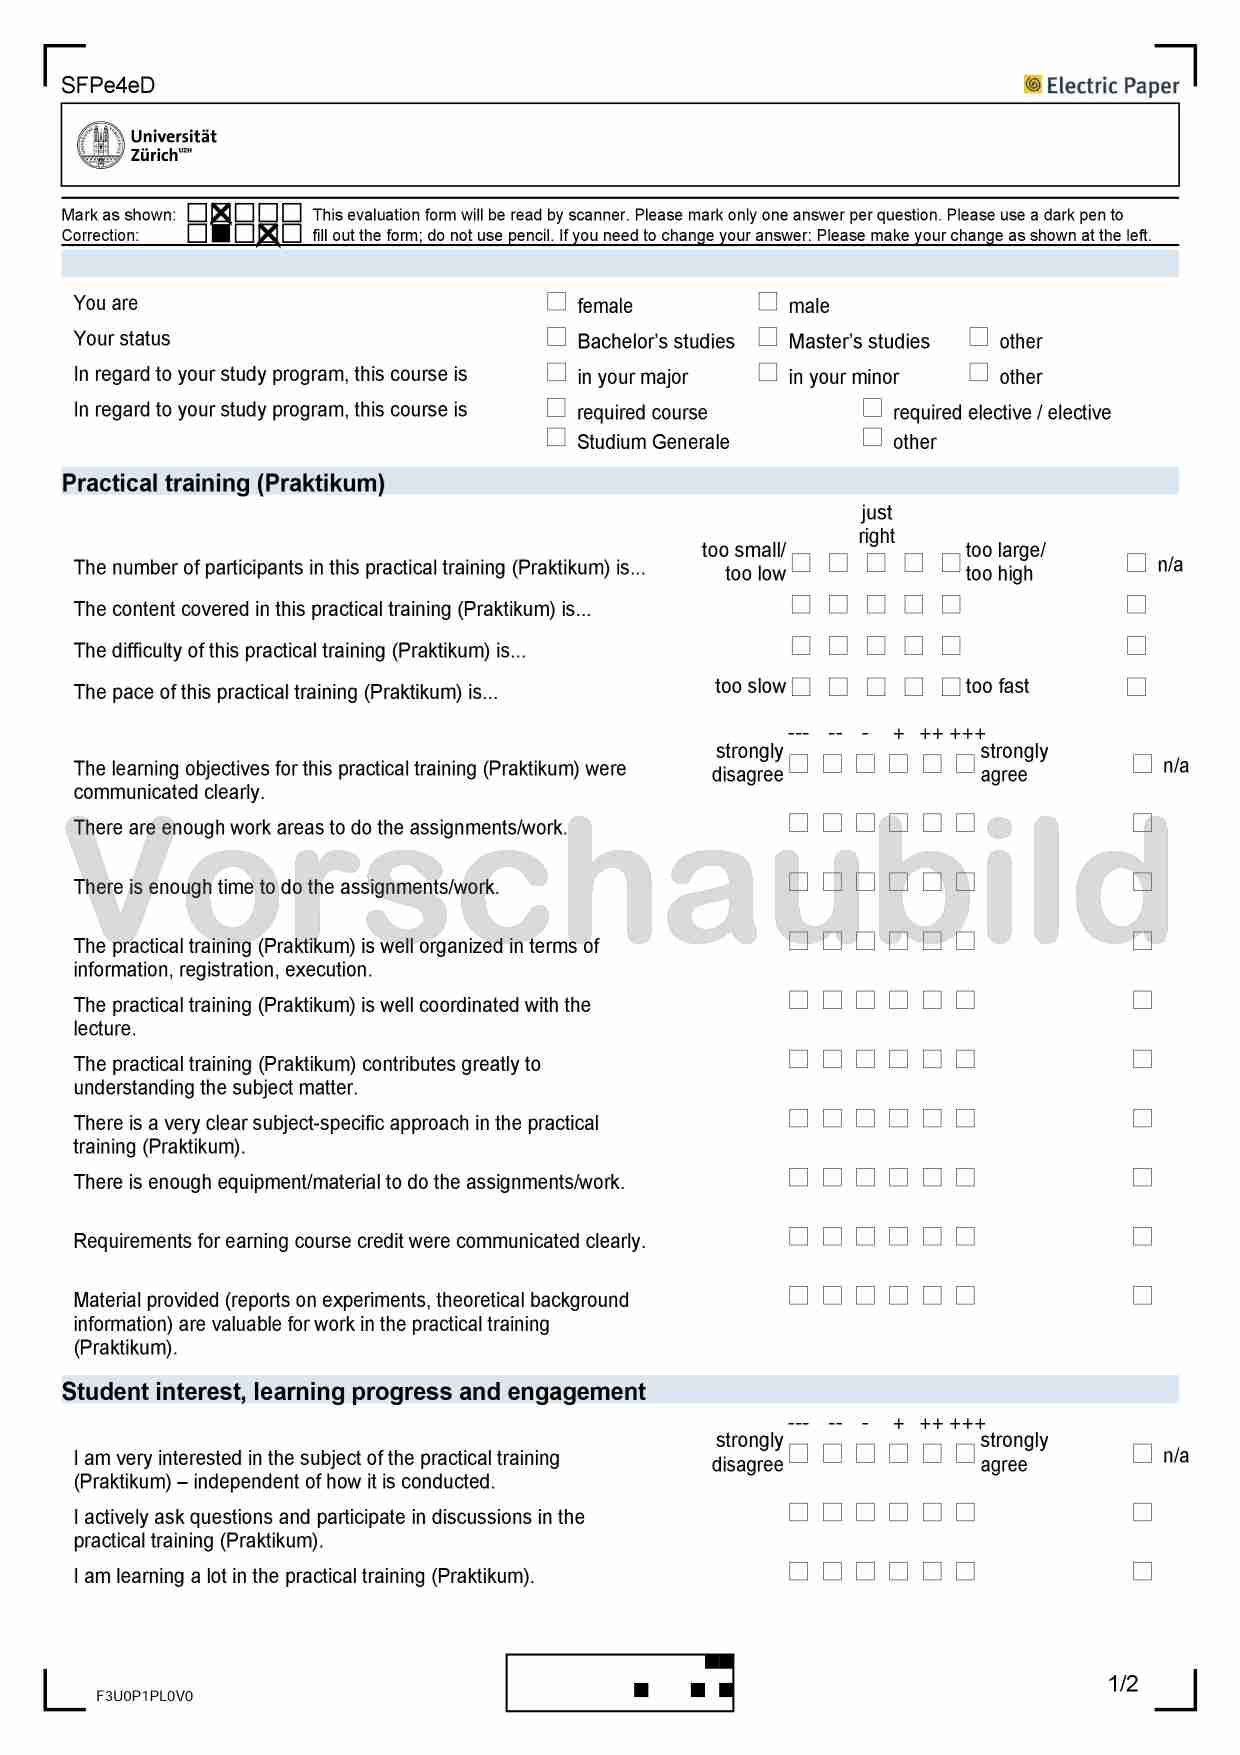 SFPe4eD
Electric Paper
Universität
Zürich UZH
Mark as shown: This evaluation form will be read by scanner. Please mark only one answer per question. Please use a dark pen to
Correction: fill out the form; do not use pencil. If you need to change your answer: Please make your change as shown at the left.
You are female male
Your status Bachelor’s studies Master’s studies other
In regard to your study program, this course is in your major in your minor other
In regard to your study program, this course is required course required elective / elective
Studium Generale other
Practical training (Praktikum)
just
right
too small/ too large/
The number of participants in this practical training (Praktikum) is... too low too high n/a
The content covered in this practical training (Praktikum) is...
The difficulty of this practical training (Praktikum) is...
The pace of this practical training (Praktikum) is... too slow too fast
--- -- - + ++ +++
strongly strongly
The learning objectives for this practical training (Praktikum) were disagree agree n/a
communicated clearly.
Vorschaubild
There are enough work areas to do the assignments/work.
There is enough time to do the assignments/work.
The practical training (Praktikum) is well organized in terms of
information, registration, execution.
The practical training (Praktikum) is well coordinated with the
lecture.
The practical training (Praktikum) contributes greatly to
understanding the subject matter.
There is a very clear subject-specific approach in the practical
training (Praktikum).
There is enough equipment/material to do the assignments/work.
Requirements for earning course credit were communicated clearly.
Material provided (reports on experiments, theoretical background
information) are valuable for work in the practical training
(Praktikum).
Student interest, learning progress and engagement
--- -- - + ++ +++
strongly strongly
I am very interested in the subject of the practical training disagree agree n/a
(Praktikum) – independent of how it is conducted.
I actively ask questions and participate in discussions in the
practical training (Praktikum).
I am learning a lot in the practical training (Praktikum).
F3U0P1PL0V0
1/2